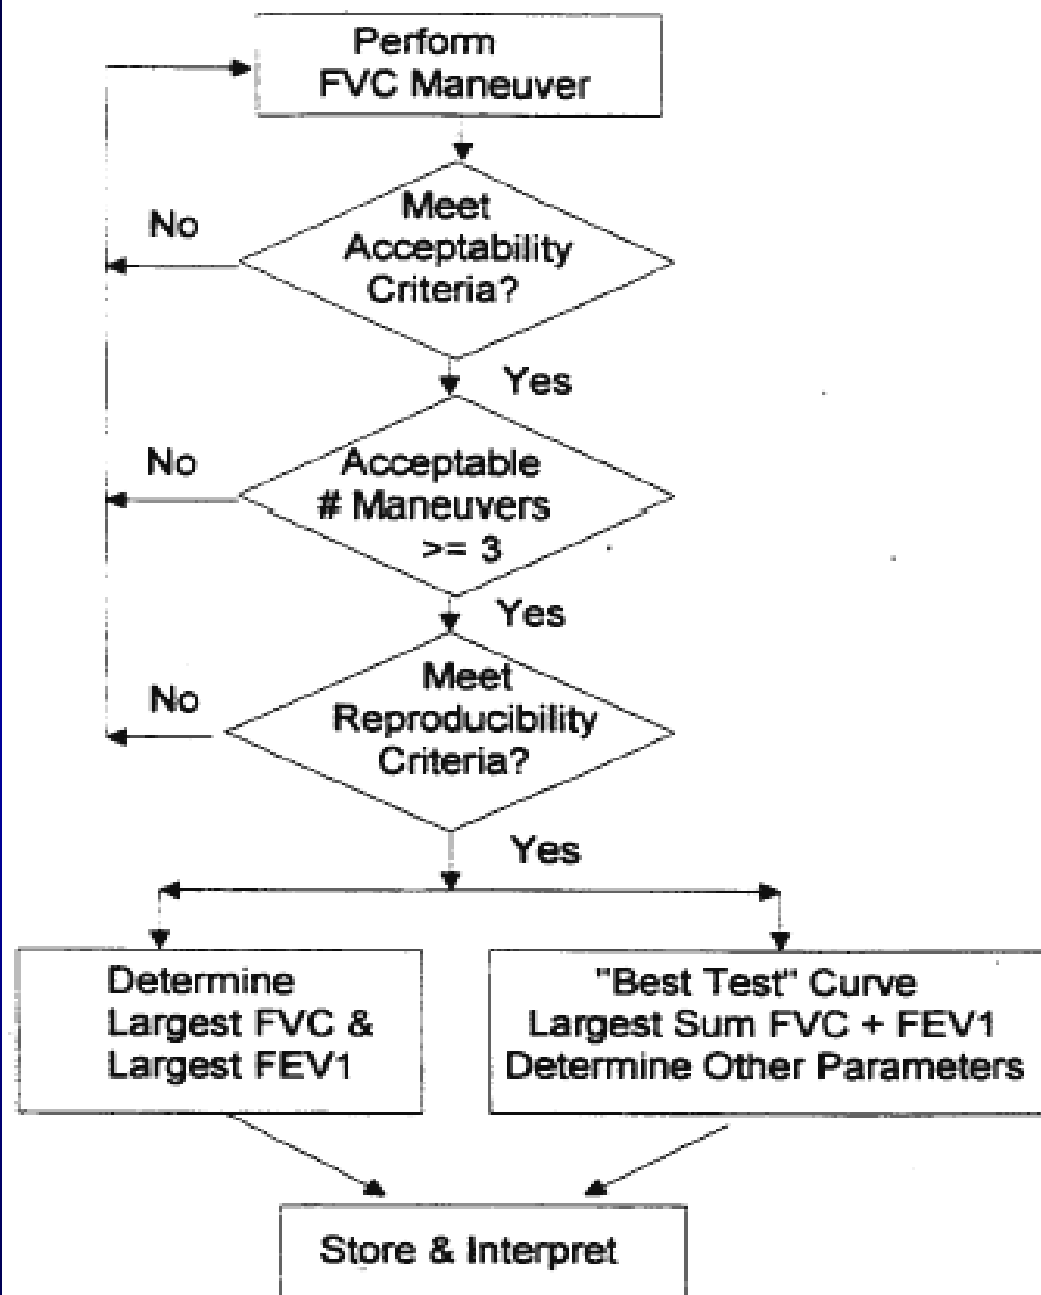 Perform
FVC Maneuver
No
Meet
Acceptability
Criteria?
Yes
No
Acceptable
# Maneuvers
>= 3
Yes
No
Meet
Reproducibility
Criteria?
Yes
Determine
Largest FVC &
Largest FEV1
"Best Test" Curve
Largest Sum FVC + FEV1
Determine Other Parameters
Store & Interpret